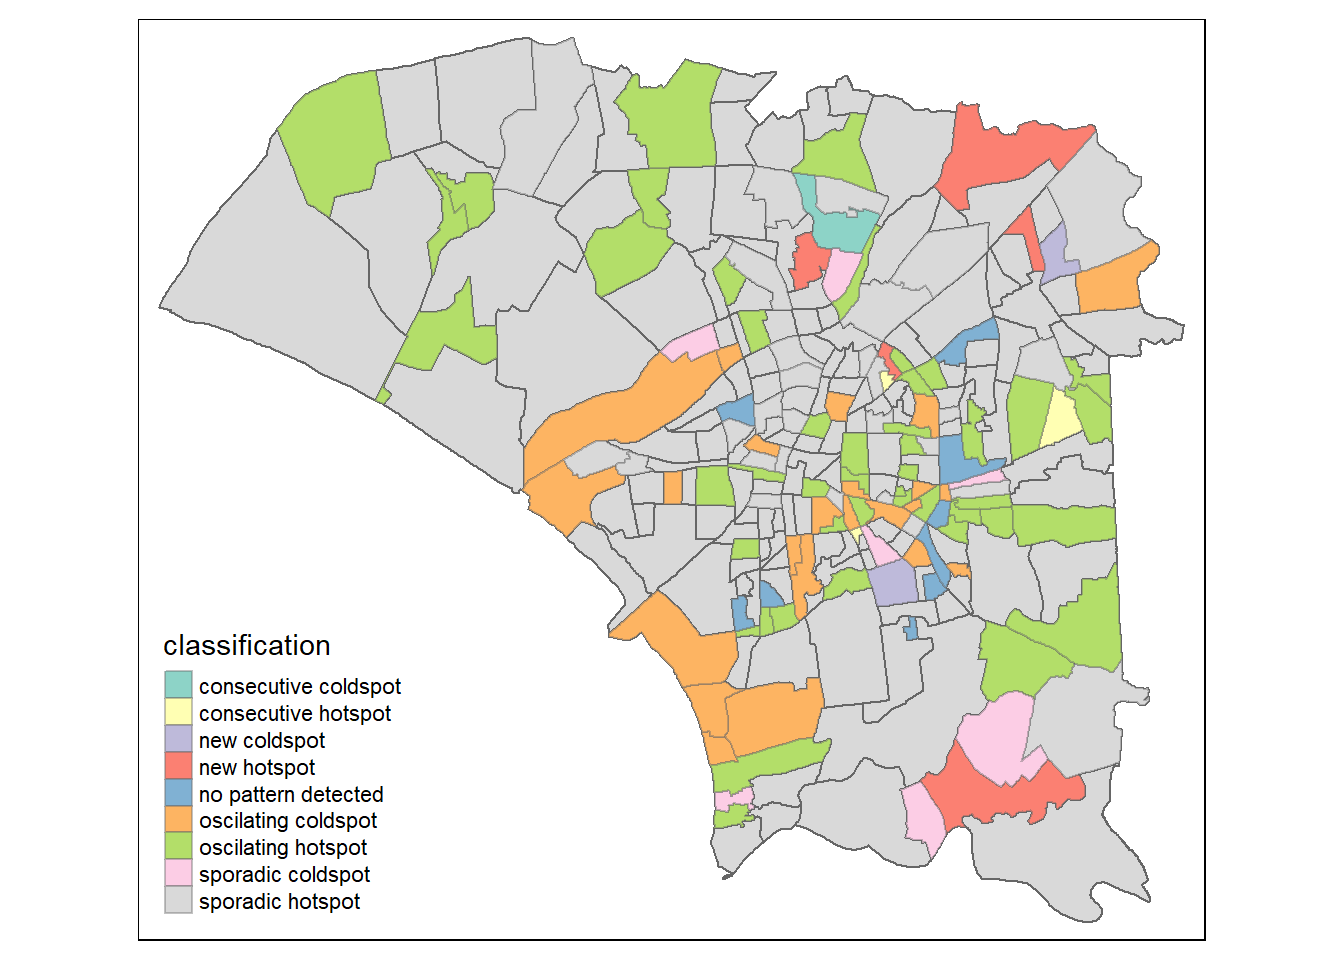 classification
consecutive coldspot
consecutive hotspot
new coldspot
new hotspot
no pattern detected
oscilating coldspot
oscilating hotspot
sporadic coldspot
sporadic hotspot